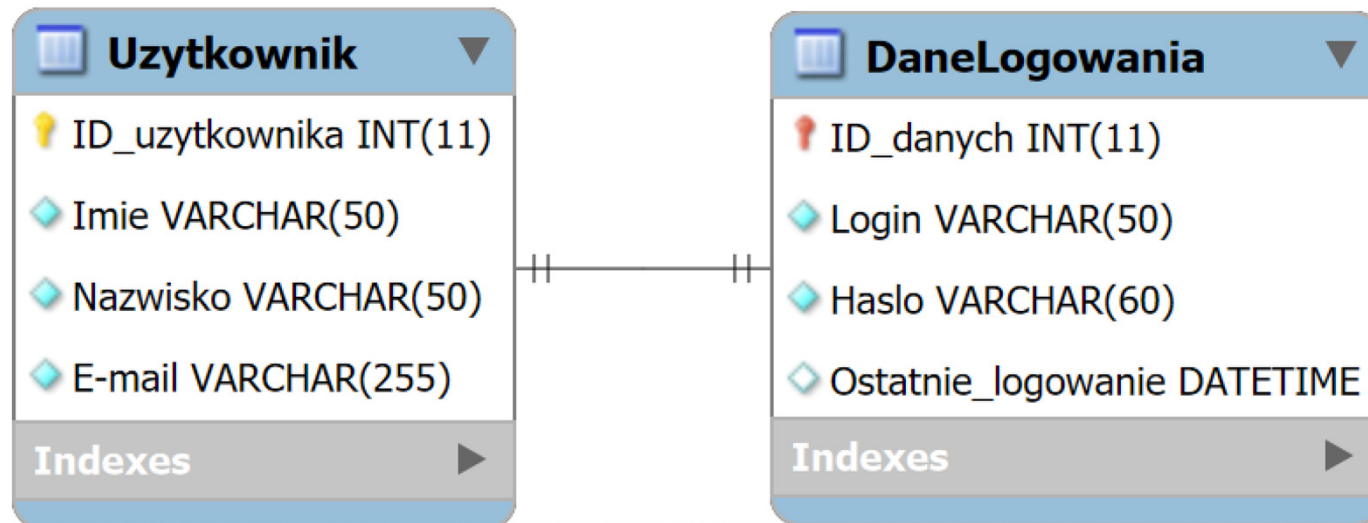 Uzytkownik
ID_uzytkownika INT(11)
Imie VARCHAR(50)
Nazwisko VARCHAR(50)
E-mail VARCHAR(255)
Indexes
DaneLogowania
ID_danych INT(11)
Login VARCHAR(50)
Haslo VARCHAR(60)
Ostatnie_logowanie DATETIME
Indexes